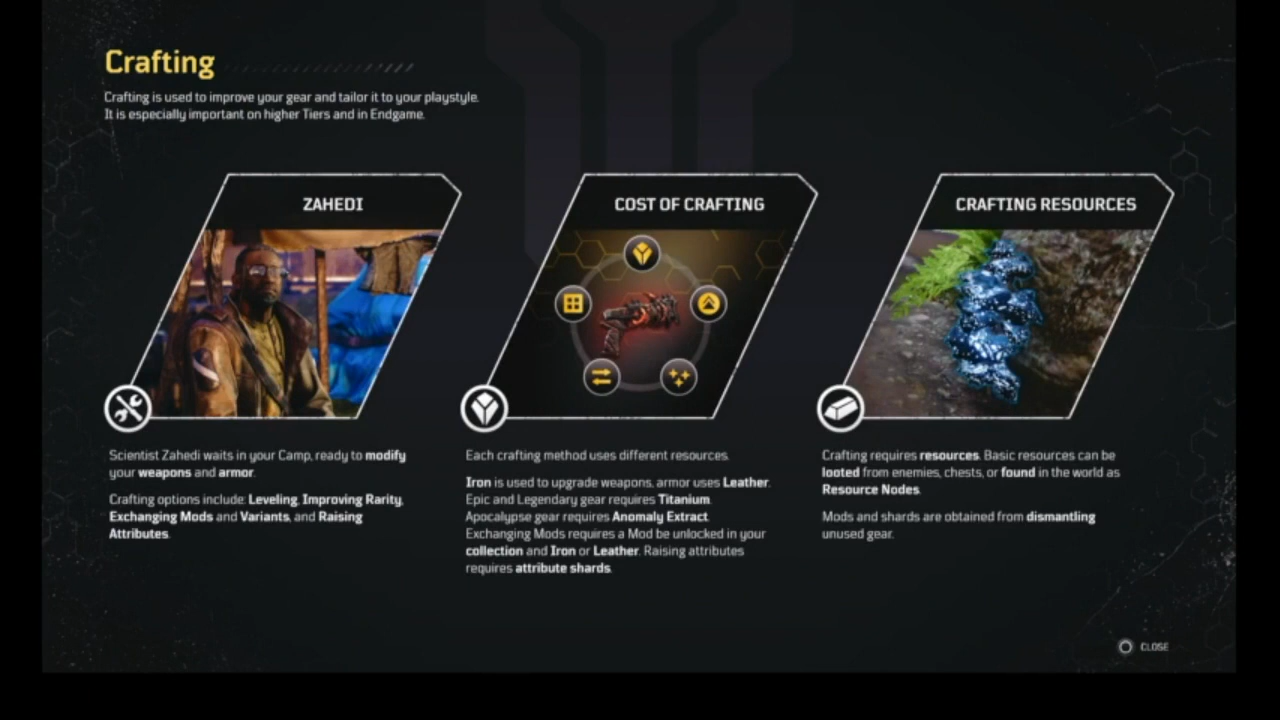 Crafting
Crafting is used to improve your gear and tailor it to your playstyle.
It is especially important on higher Tiers and in Endgame.
ZAHEDI
Scientist Zahedi waits in your Camp, ready to modify
your weapons and armor.
Crafting options include: Leveling, Improving Rarity,
Exchanging Mods and Variants, and Raising
Attributes.
COST OF CRAFTING
Each crafting method uses different resources.
Iron is used to upgrade weapons, armor uses Leather.
Epic and Legendary gear requires Titanium.
Apocalypse gear requires Anomaly Extract.
Exchanging Mods requires a Mod be unlocked in your
collection and Iron or Leather. Raising attributes
requires attribute shards.
CRAFTING RESOURCES
Crafting requires resources. Basic resources can be
looted from enemies, chests, or found in the world as
Resource Nodes.
Mods and shards are obtained from dismantling
unused gear.
CLOSE